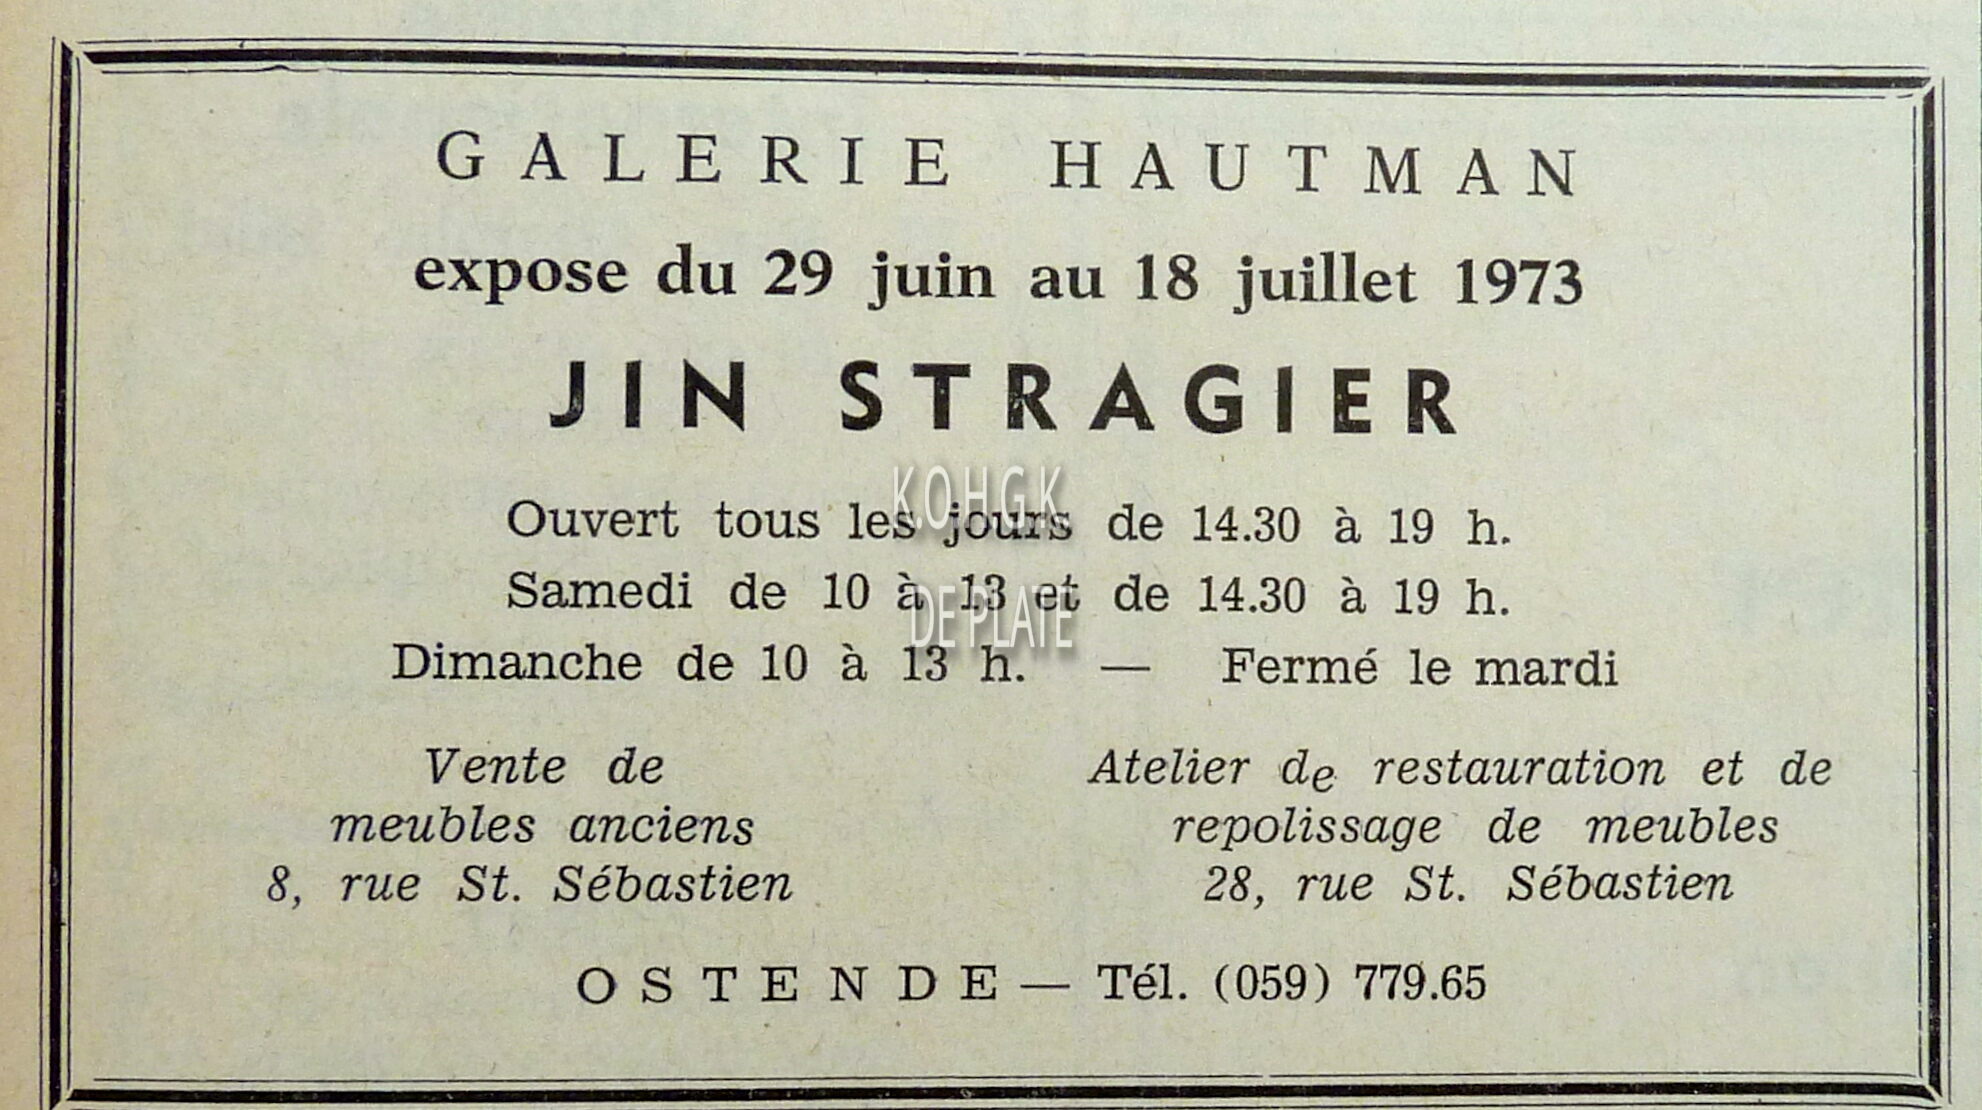 GALERIE HAUTMAN
expose du 29 juin au 18 juillet 1973
JIN STRAGIER
Ouvert tous les jours de 14.30 à 19 h.
Samedi de 10 à 13 et de 14.30 à 19 h.
Dimanche de 10 à 13 h. — Fermé le mardi
Vente de
meubles anciens
8, rue St. Sébastien
Atelier de restauration et de
repolissage de meubles
28, rue St. Sébastien
OSTENDE — Tél. (059) 779.65
K.O.H.G.K.
DE PLATE